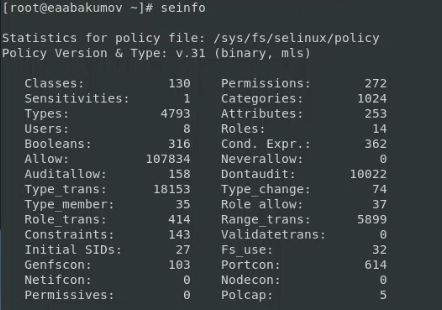 [root@eaabakumov ~]# seinfo
Statistics for policy file: /sys/fs/selinux/policy
Policy Version & Type: v.31 (binary, mls)
Classes: 130 Permissions: 272
Sensitivities: 1 Categories: 1024
Types: 4793 Attributes: 253
Users: 8 Roles: 14
Booleans: 316 Cond. Expr.: 362
Allow: 107834 Neverallow: 0
Auditallow: 158 Dontaudit: 10022
Type_trans: 18153 Type_change: 74
Type_member: 35 Role allow: 37
Role_trans: 414 Range_trans: 5899
Constraints: 143 Validatetrans: 0
Initial SIDs: 27 Fs_use: 32
Genfscon: 103 Portcon: 614
Netifcon: 0 Nodecon: 0
Permissives: 0 Polcap: 5